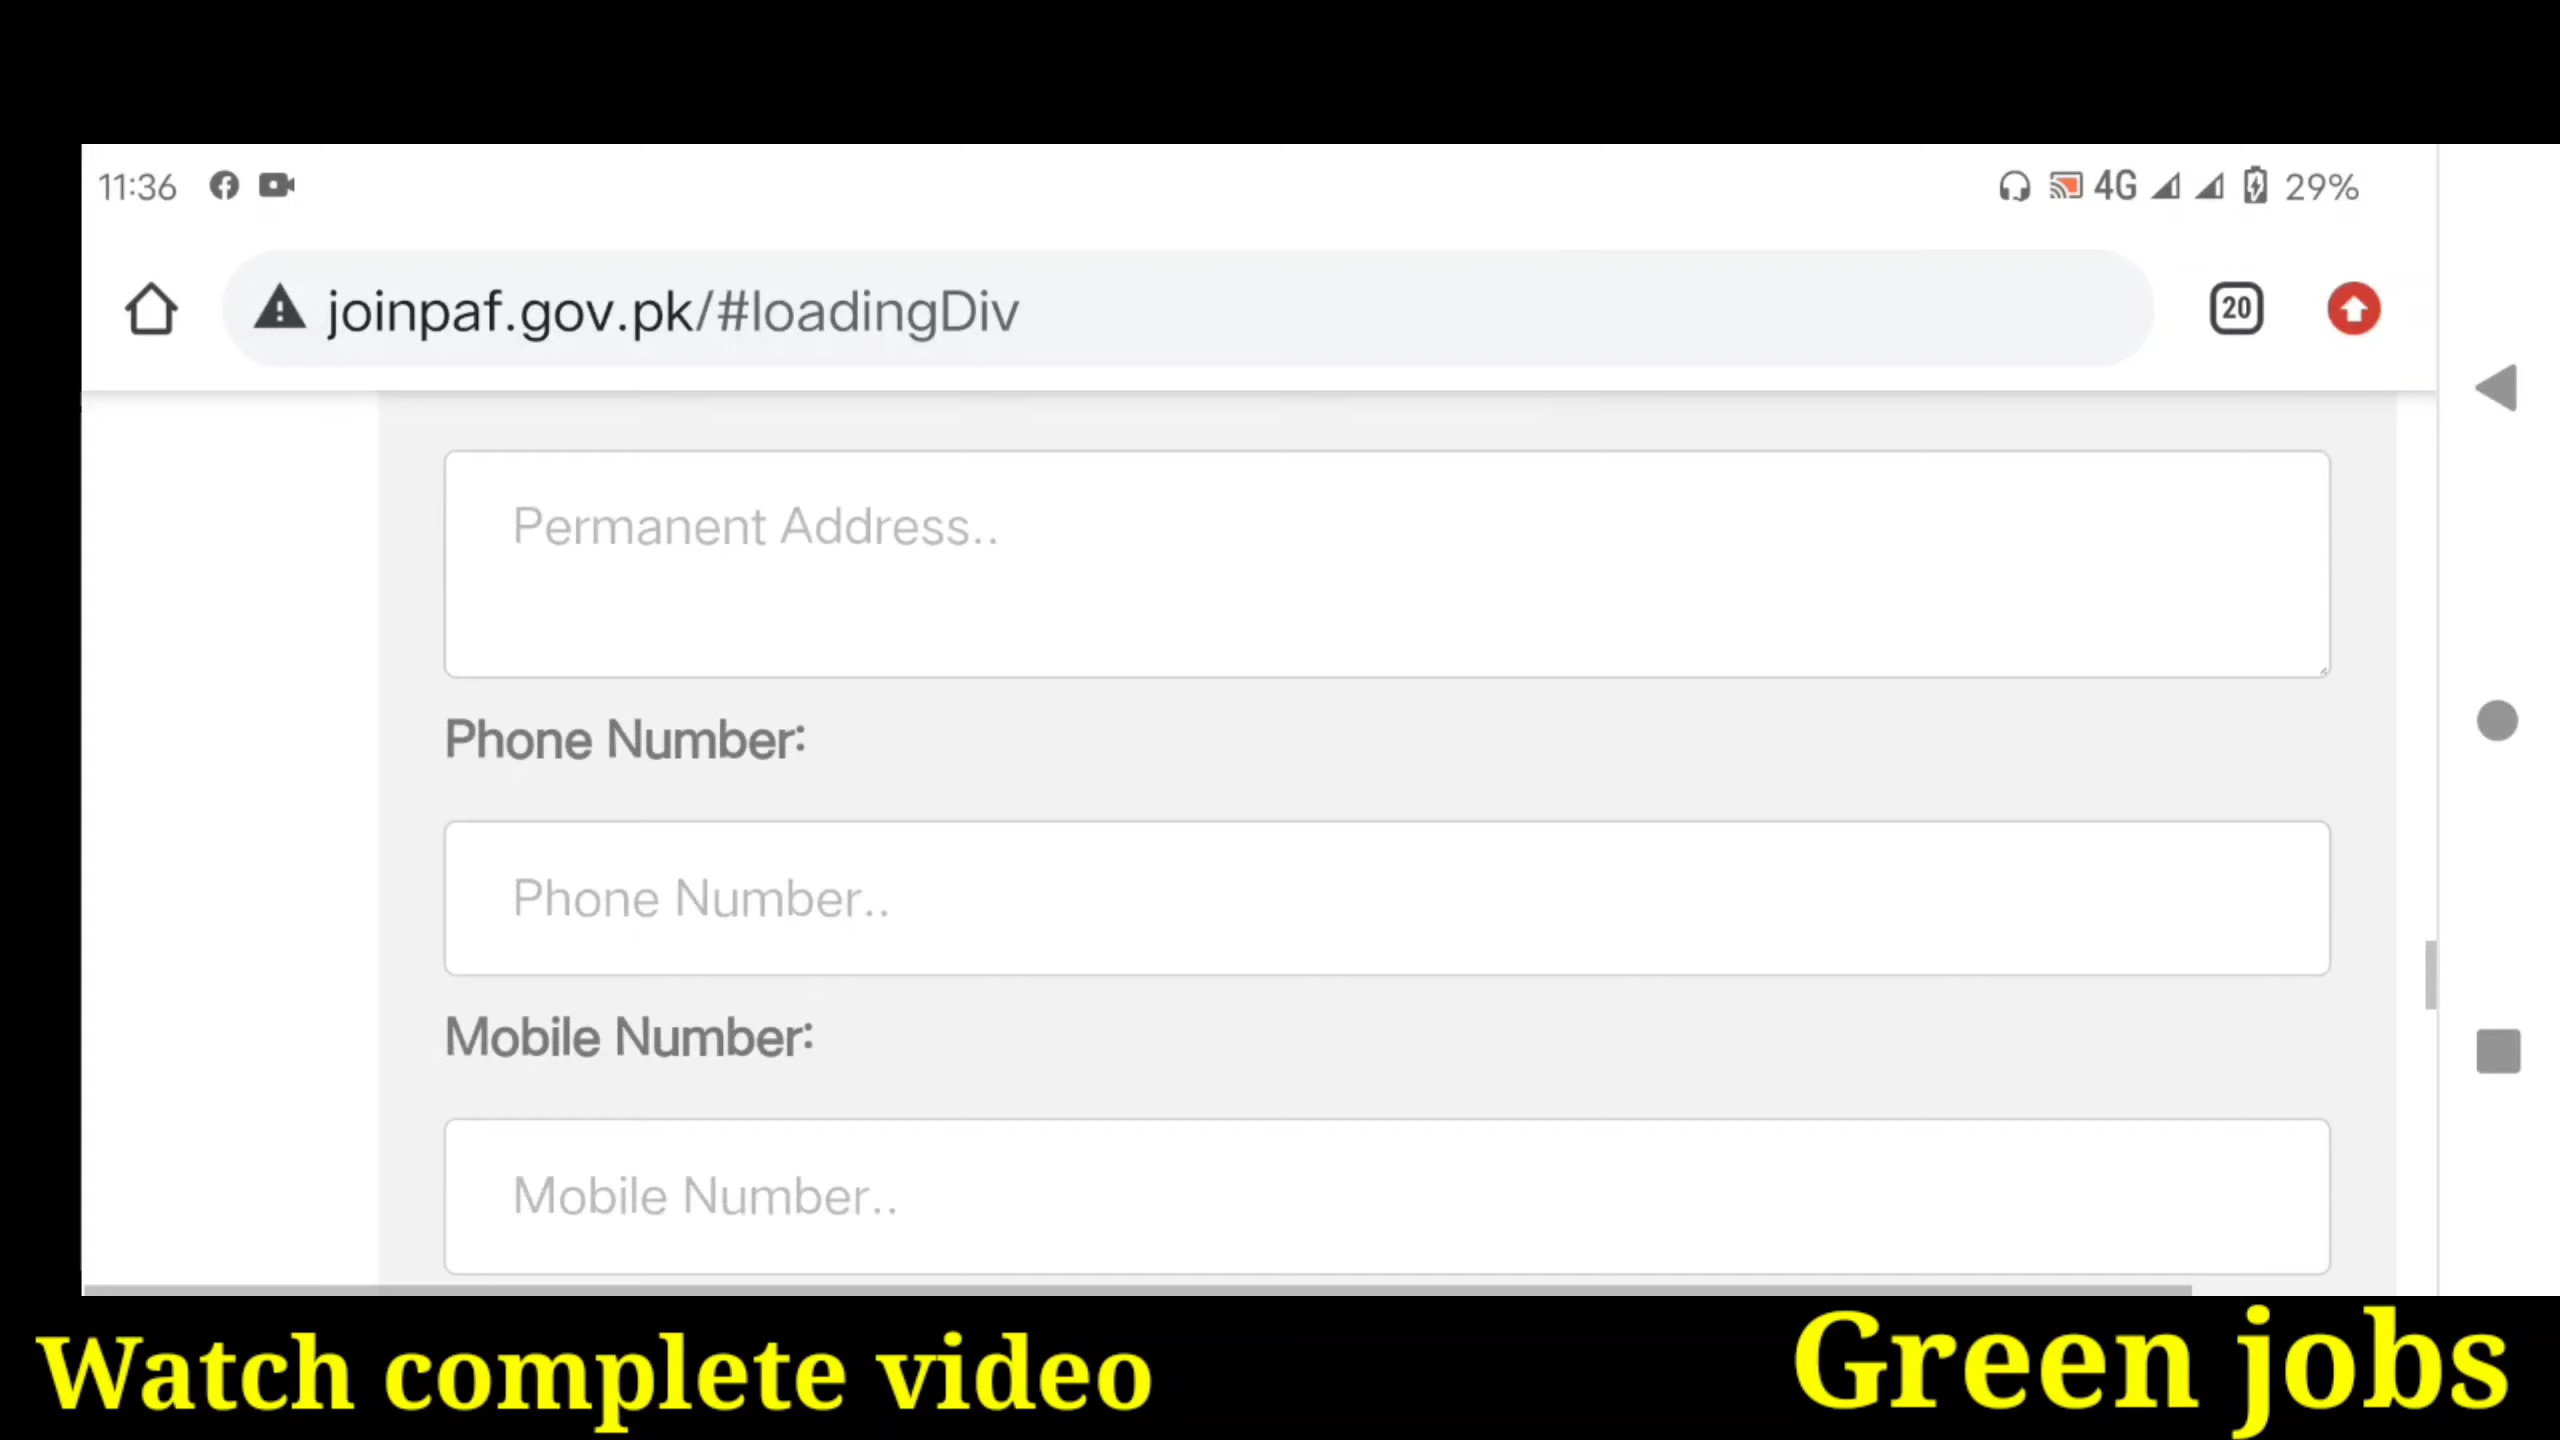 11:36 4G 29%
joinpaf.gov.pk/#loadingDiv 20
Permanent Address..
Phone Number:
Phone Number..
Mobile Number:
Mobile Number..
Watch complete video Green jobs